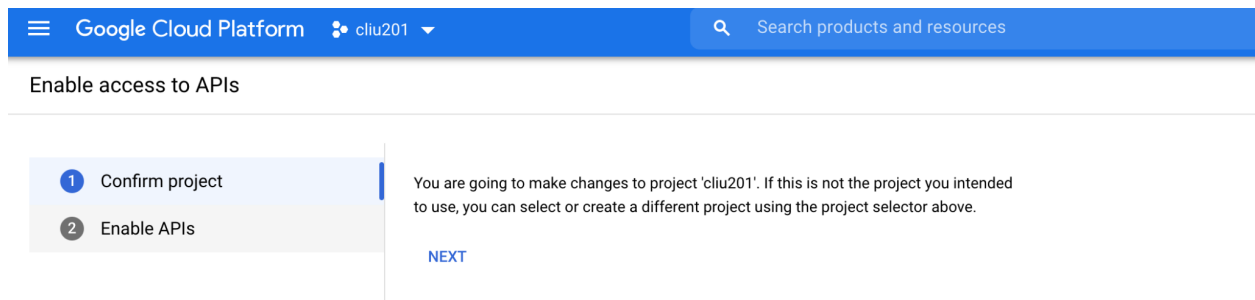 Google Cloud Platform cliu201 Search products and resources
Enable access to APIs
1 Confirm project
2 Enable APIs
You are going to make changes to project 'cliu201'. If this is not the project you intended
to use, you can select or create a different project using the project selector above.
NEXT